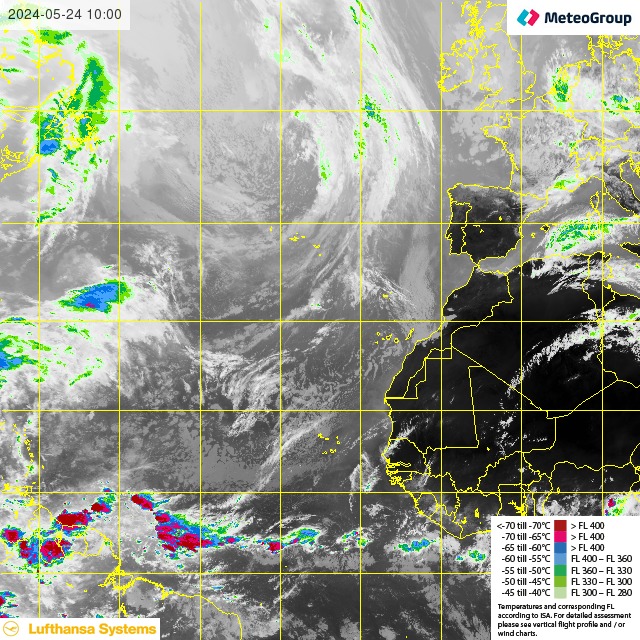 2024-05-24 10:00
MeteoGroup
<-70 till -70°C > FL 400
-70 till -65°C > FL 400
-65 till -60°C > FL 400
-60 till -55°C FL 400 – FL 360
-55 till -50°C FL 360 – FL 330
-50 till -45°C FL 330 – FL 300
-45 till -40°C FL 300 – FL 280
Temperatures and corresponding FL
according to ISA. For detailed assessment
please see vertical flight profile and / or
wind charts.
Lufthansa Systems